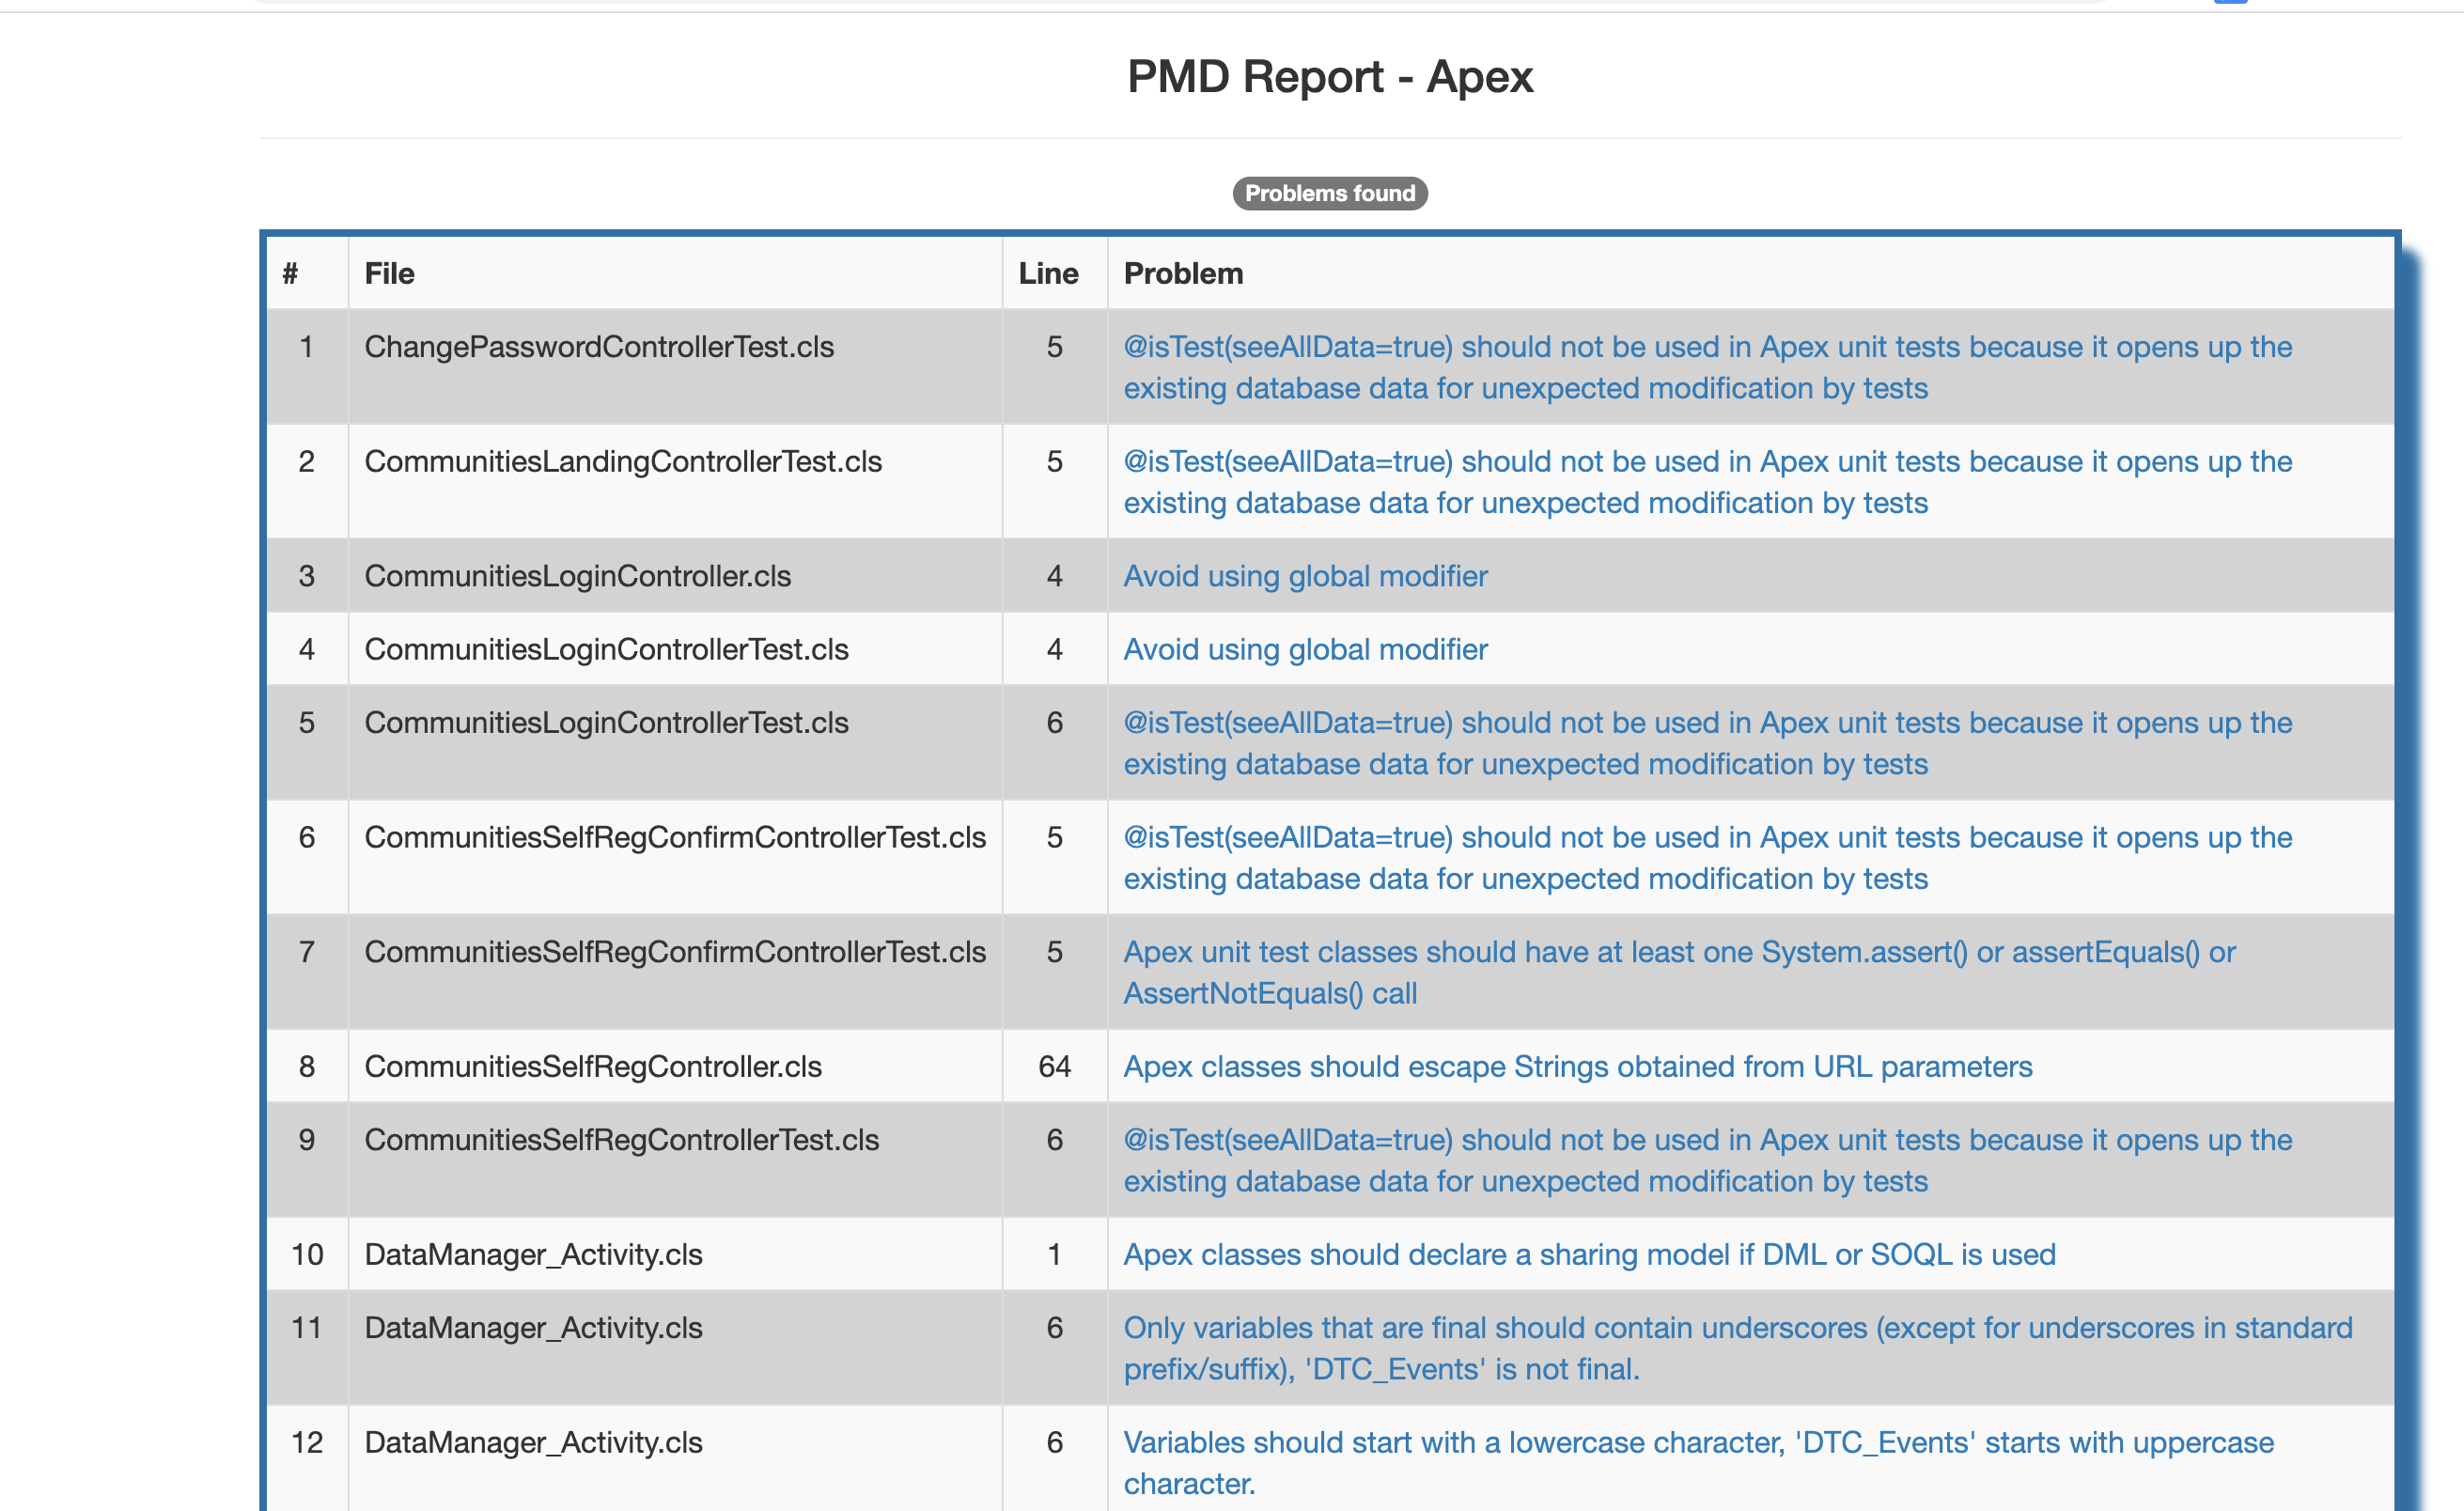 PMD Report - Apex
Problems found
# File Line Problem
1 ChangePasswordControllerTest.cls 5 @isTest(seeAllData=true) should not be used in Apex unit tests because it opens up the
existing database data for unexpected modification by tests
2 CommunitiesLandingControllerTest.cls 5 @isTest(seeAllData=true) should not be used in Apex unit tests because it opens up the
existing database data for unexpected modification by tests
3 CommunitiesLoginController.cls 4 Avoid using global modifier
4 CommunitiesLoginControllerTest.cls 4 Avoid using global modifier
5 CommunitiesLoginControllerTest.cls 6 @isTest(seeAllData=true) should not be used in Apex unit tests because it opens up the
existing database data for unexpected modification by tests
6 CommunitiesSelfRegConfirmControllerTest.cls 5 @isTest(seeAllData=true) should not be used in Apex unit tests because it opens up the
existing database data for unexpected modification by tests
7 CommunitiesSelfRegConfirmControllerTest.cls 5 Apex unit test classes should have at least one System.assert() or assertEquals() or
AssertNotEquals() call
8 CommunitiesSelfRegController.cls 64 Apex classes should escape Strings obtained from URL parameters
9 CommunitiesSelfRegControllerTest.cls 6 @isTest(seeAllData=true) should not be used in Apex unit tests because it opens up the
existing database data for unexpected modification by tests
10 DataManager_Activity.cls 1 Apex classes should declare a sharing model if DML or SOQL is used
11 DataManager_Activity.cls 6 Only variables that are final should contain underscores (except for underscores in standard
prefix/suffix), 'DTC_Events' is not final.
12 DataManager_Activity.cls 6 Variables should start with a lowercase character, 'DTC_Events' starts with uppercase
character.